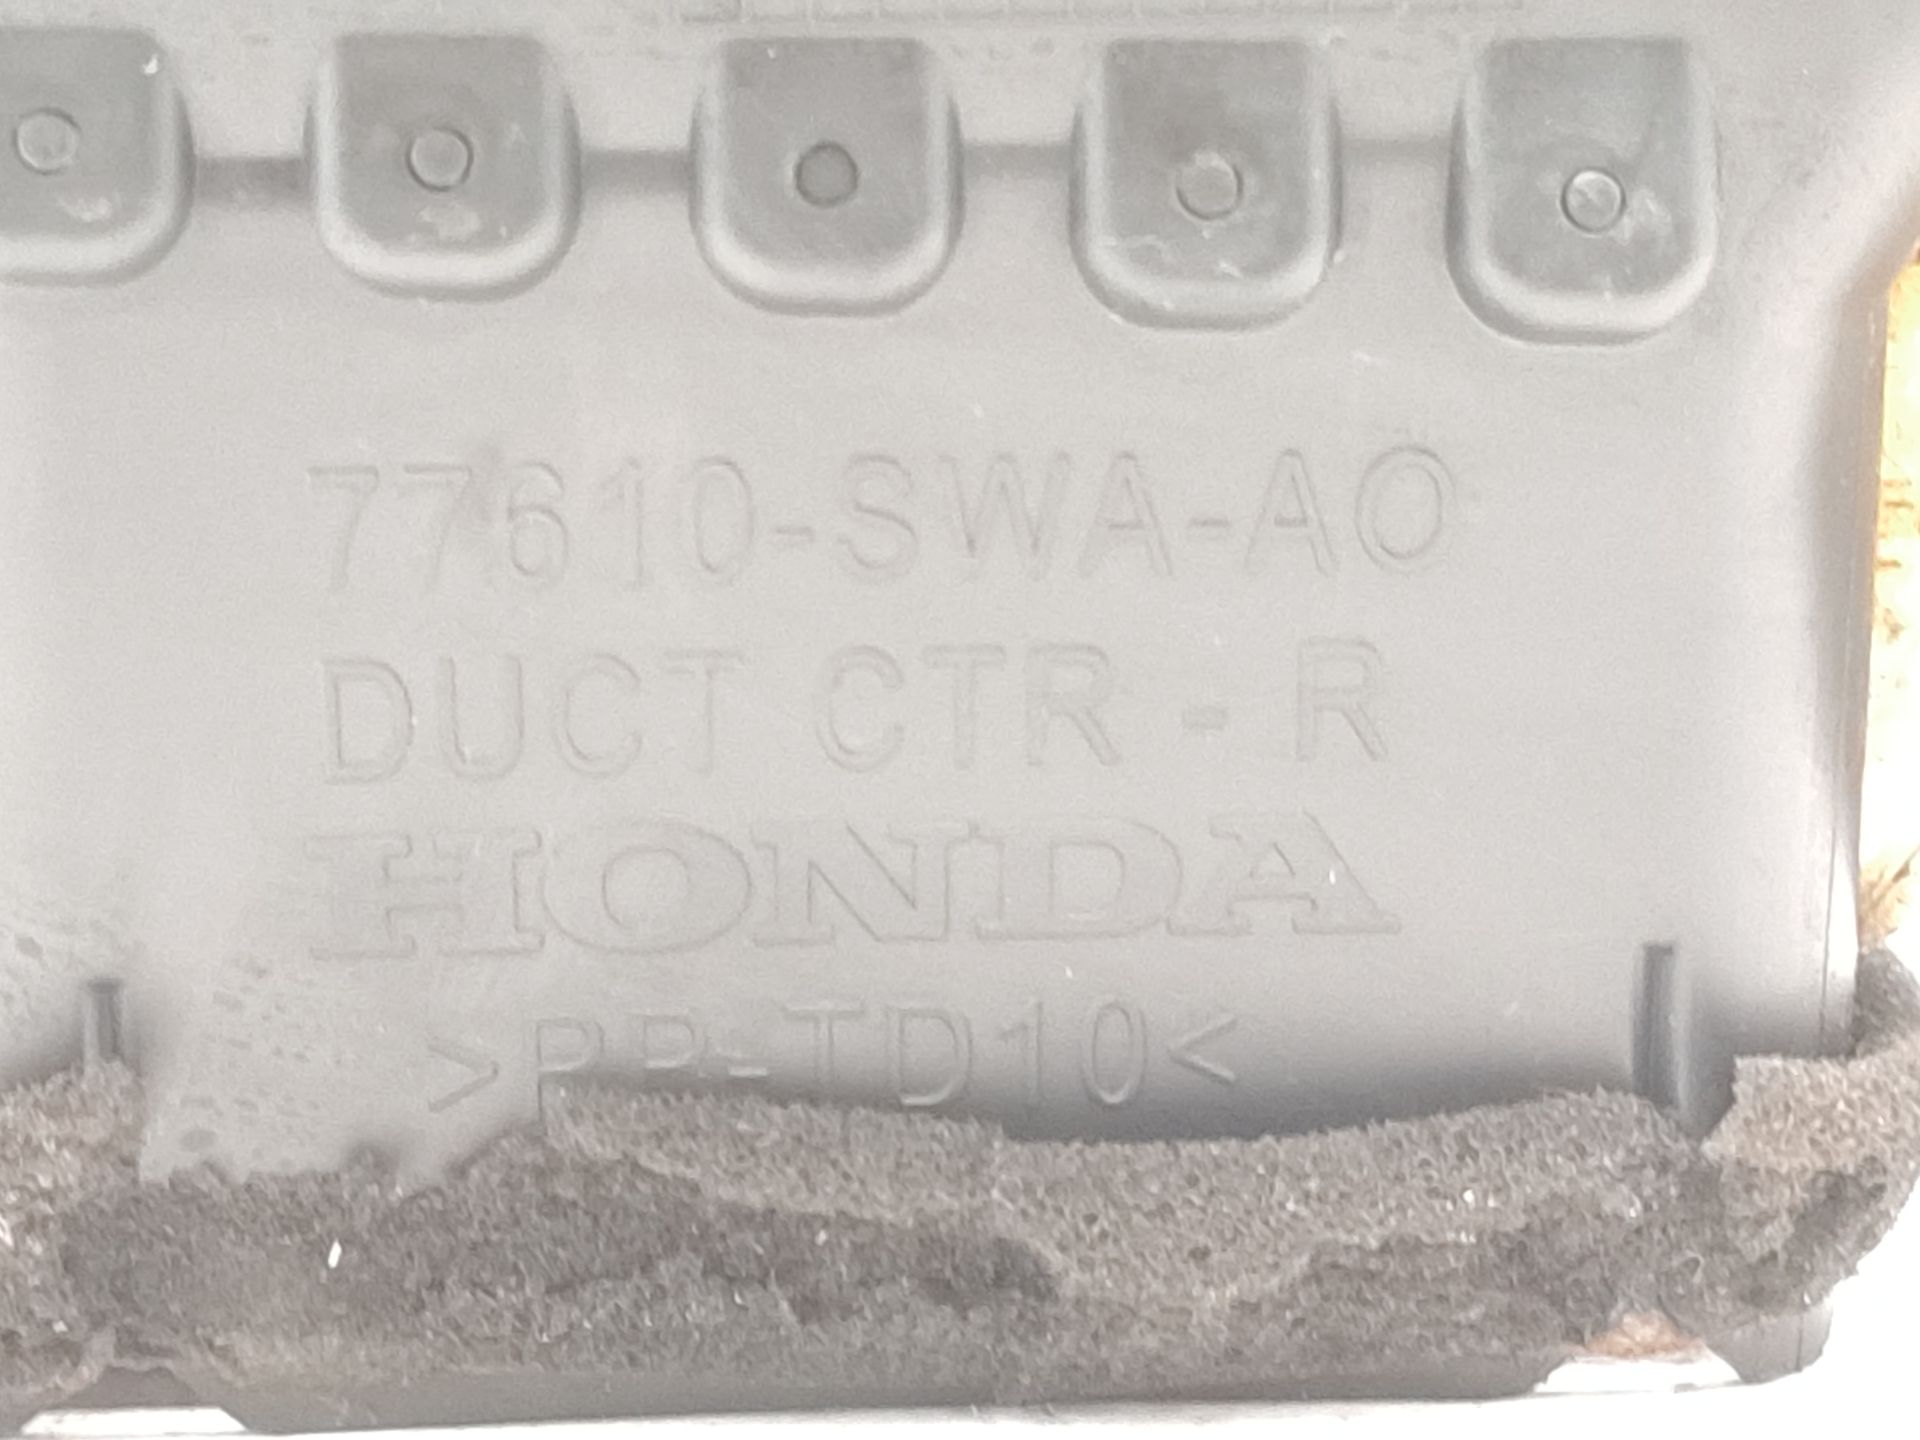 77610-SWA-A0
DUCT CTR - R
HONDA
>PP-TD10<